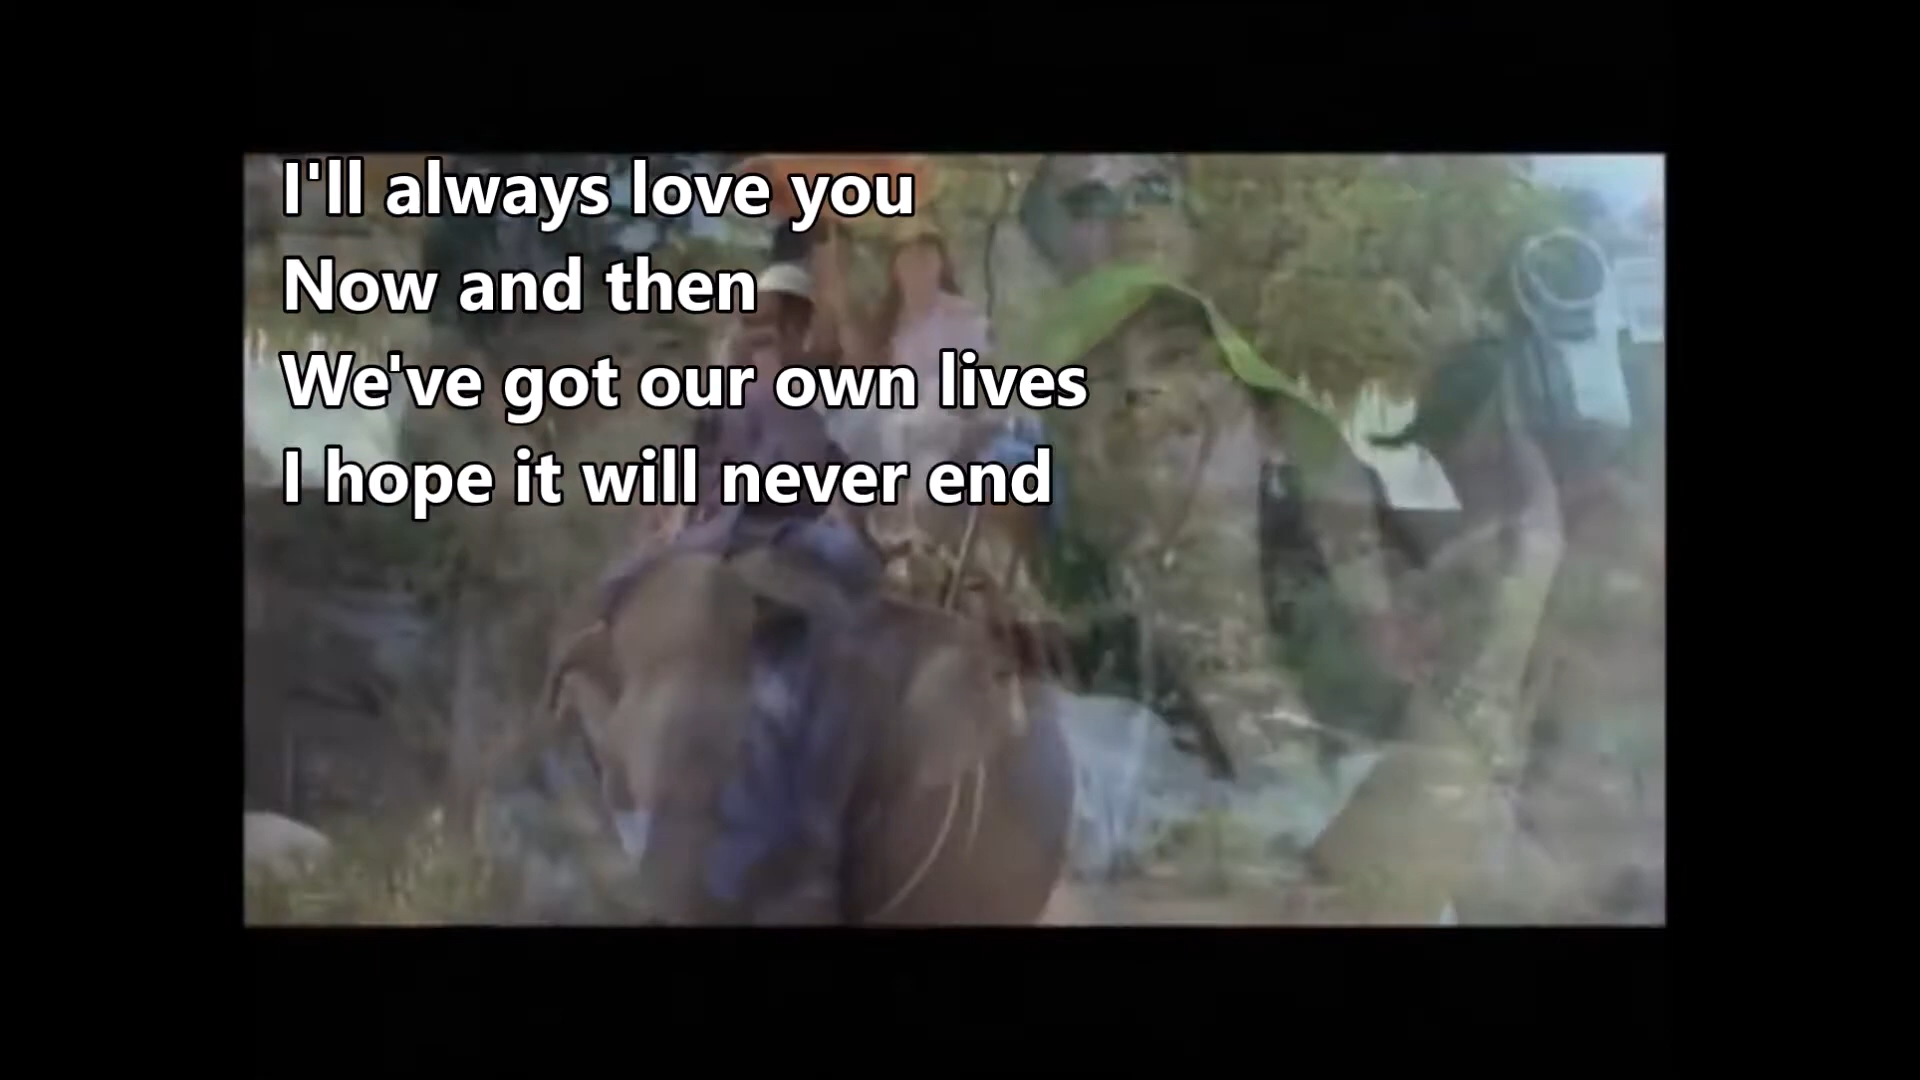 I'll always love you
Now and then
We've got our own lives
I hope it will never end